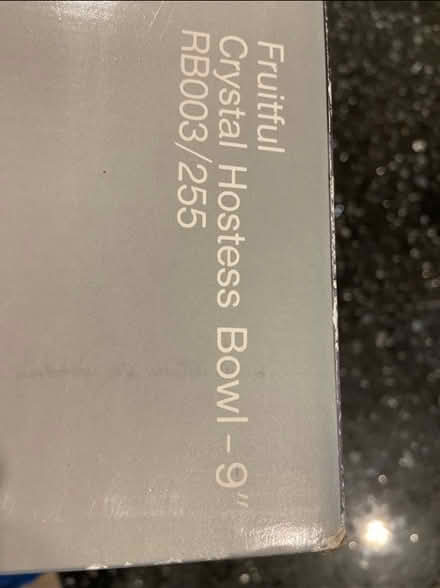 Fruitful
Crystal Hostess Bowl – 9"
RB003/255